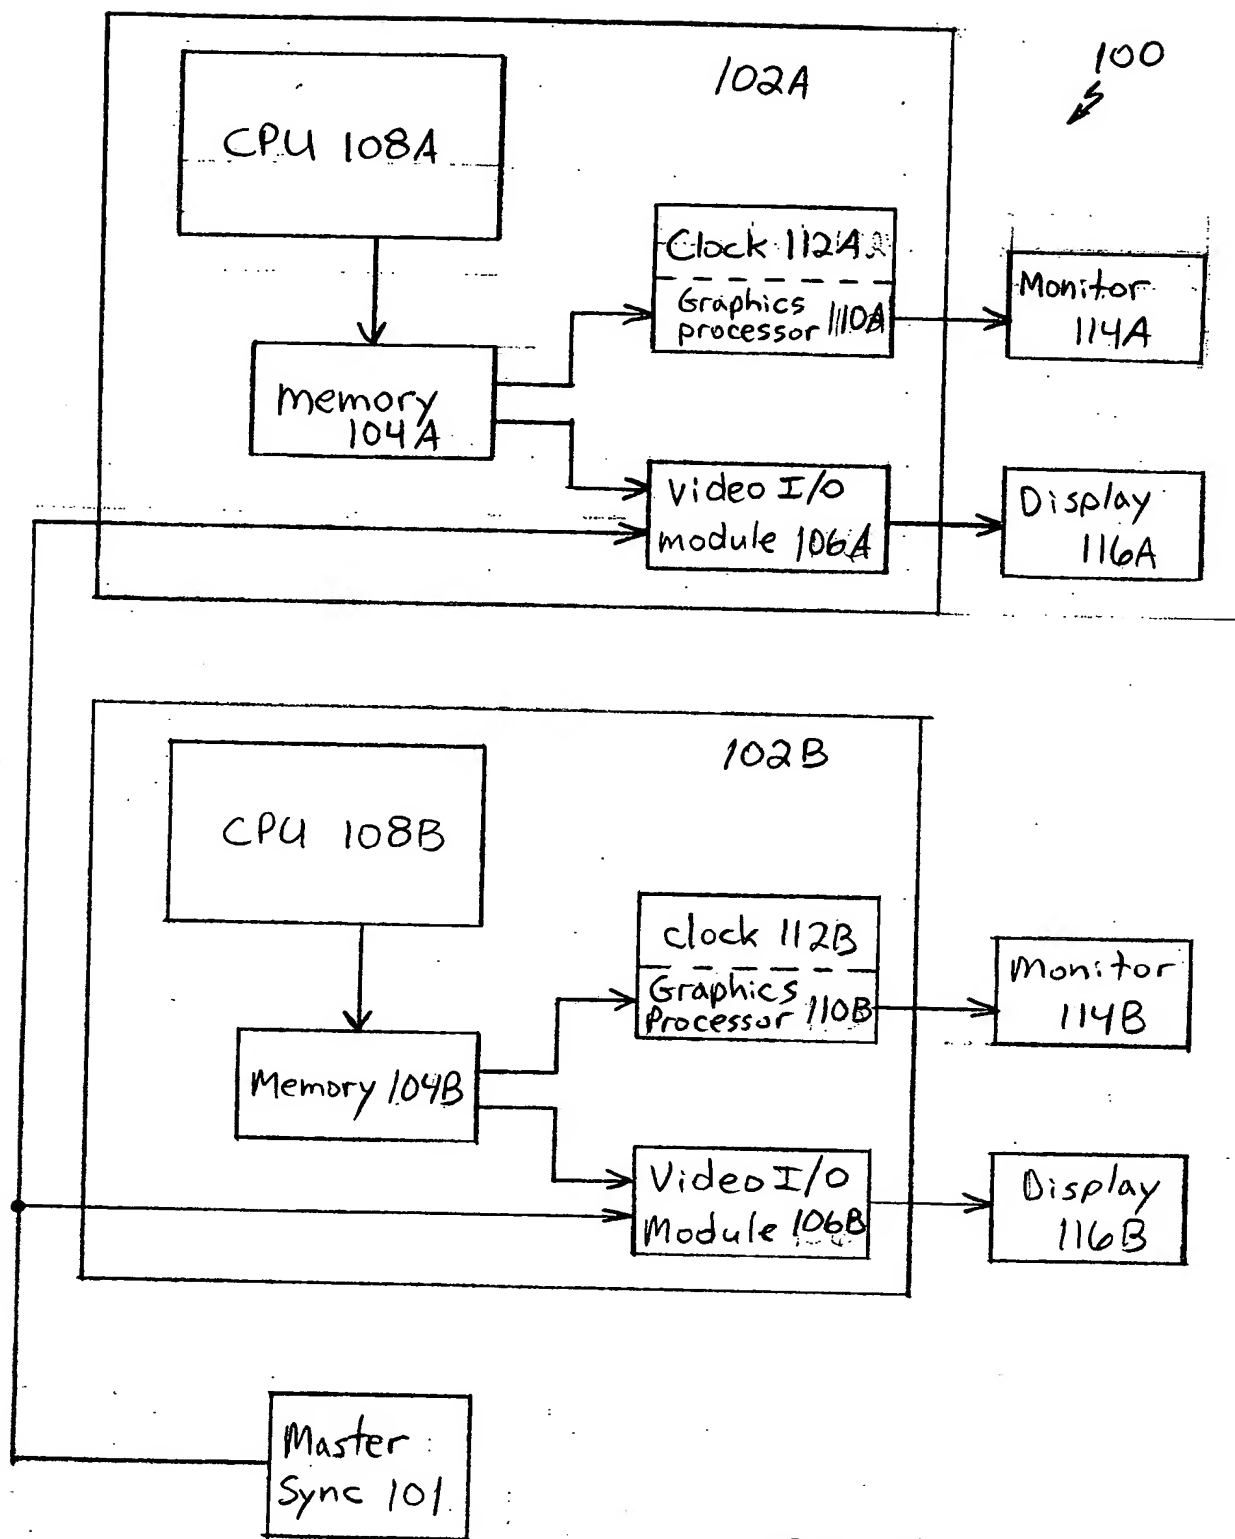 100
102A
CPU 108A
Clock 112A
Graphics
processor 110A
Monitor
114A
memory
104A
Video I/O
module 106A
Display
116A
102B
CPU 108B
clock 112B
Graphics
Processor 110B
Monitor
114B
Memory 104B
Video I/O
Module 106B
Display
116B
Master
Sync 101